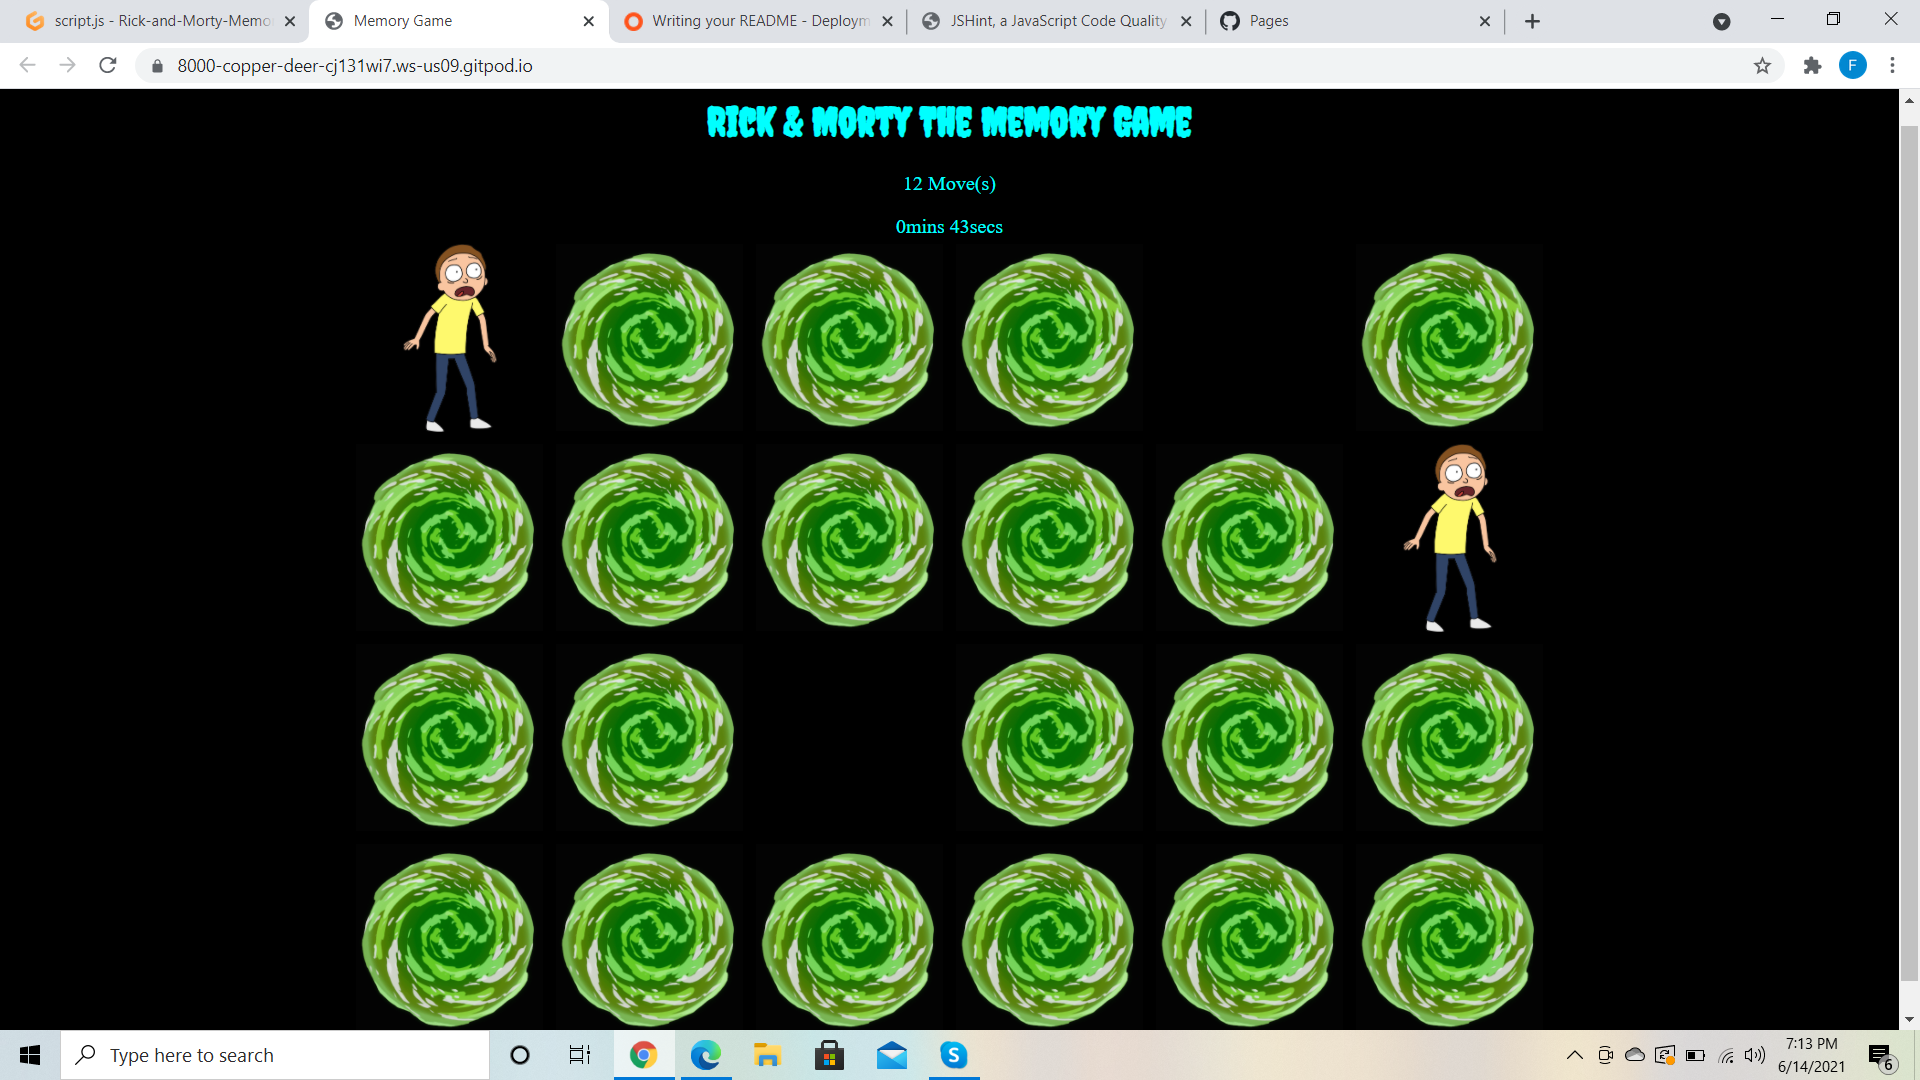 script.js - Rick-and-Morty-Memo
Memory Game
Writing your README - Deploym
JSHint, a JavaScript Code Quality
Pages
8000-copper-deer-cj131wi7.ws-us09.gitpod.io
F
RICK & MORTY THE MEMORY GAME
12 Move(s)
0mins 43secs
Type here to search
S
7:13 PM
6/14/2021
6